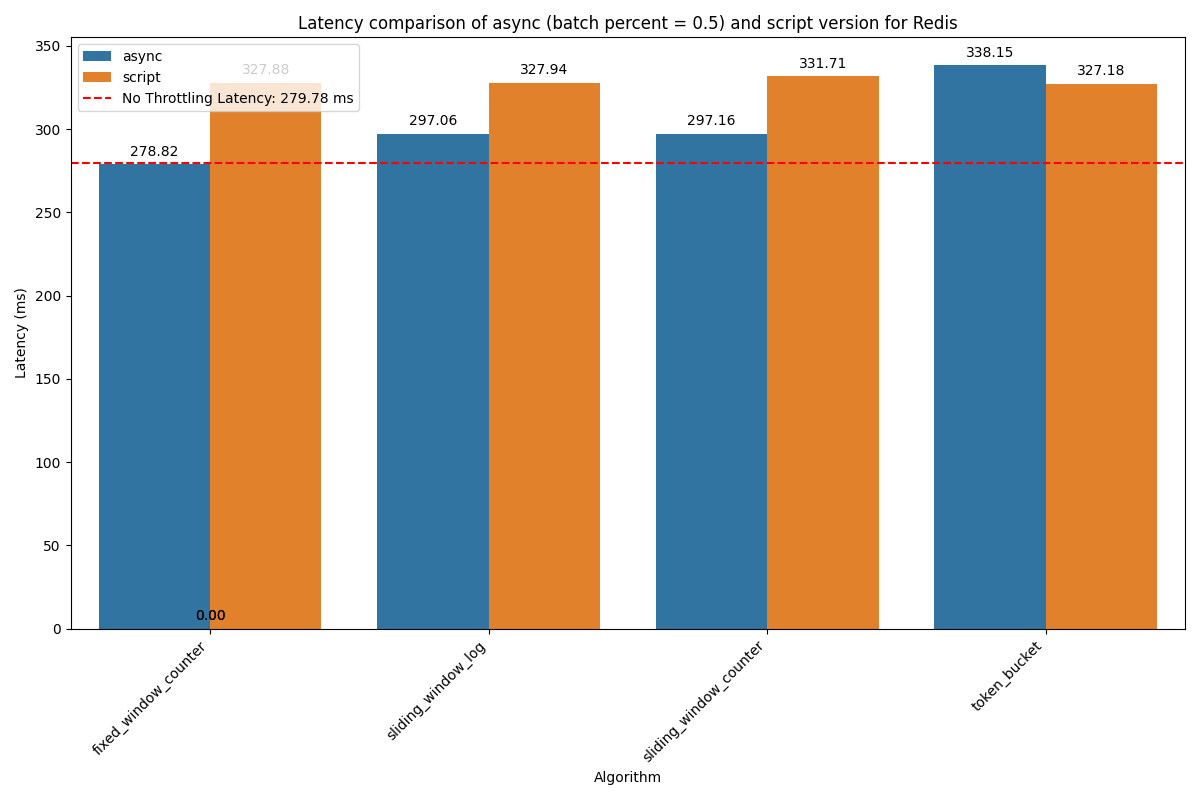 Latency comparison of async (batch percent = 0.5) and script version for Redis
async
script
No Throttling Latency: 279.78 ms
350
300
250
200
150
100
50
0
Latency (ms)
278.82
327.88
297.06
327.94
297.16
331.71
338.15
327.18
0.00
fixed_window_counter
sliding_window_log
sliding_window_counter
token_bucket
Algorithm